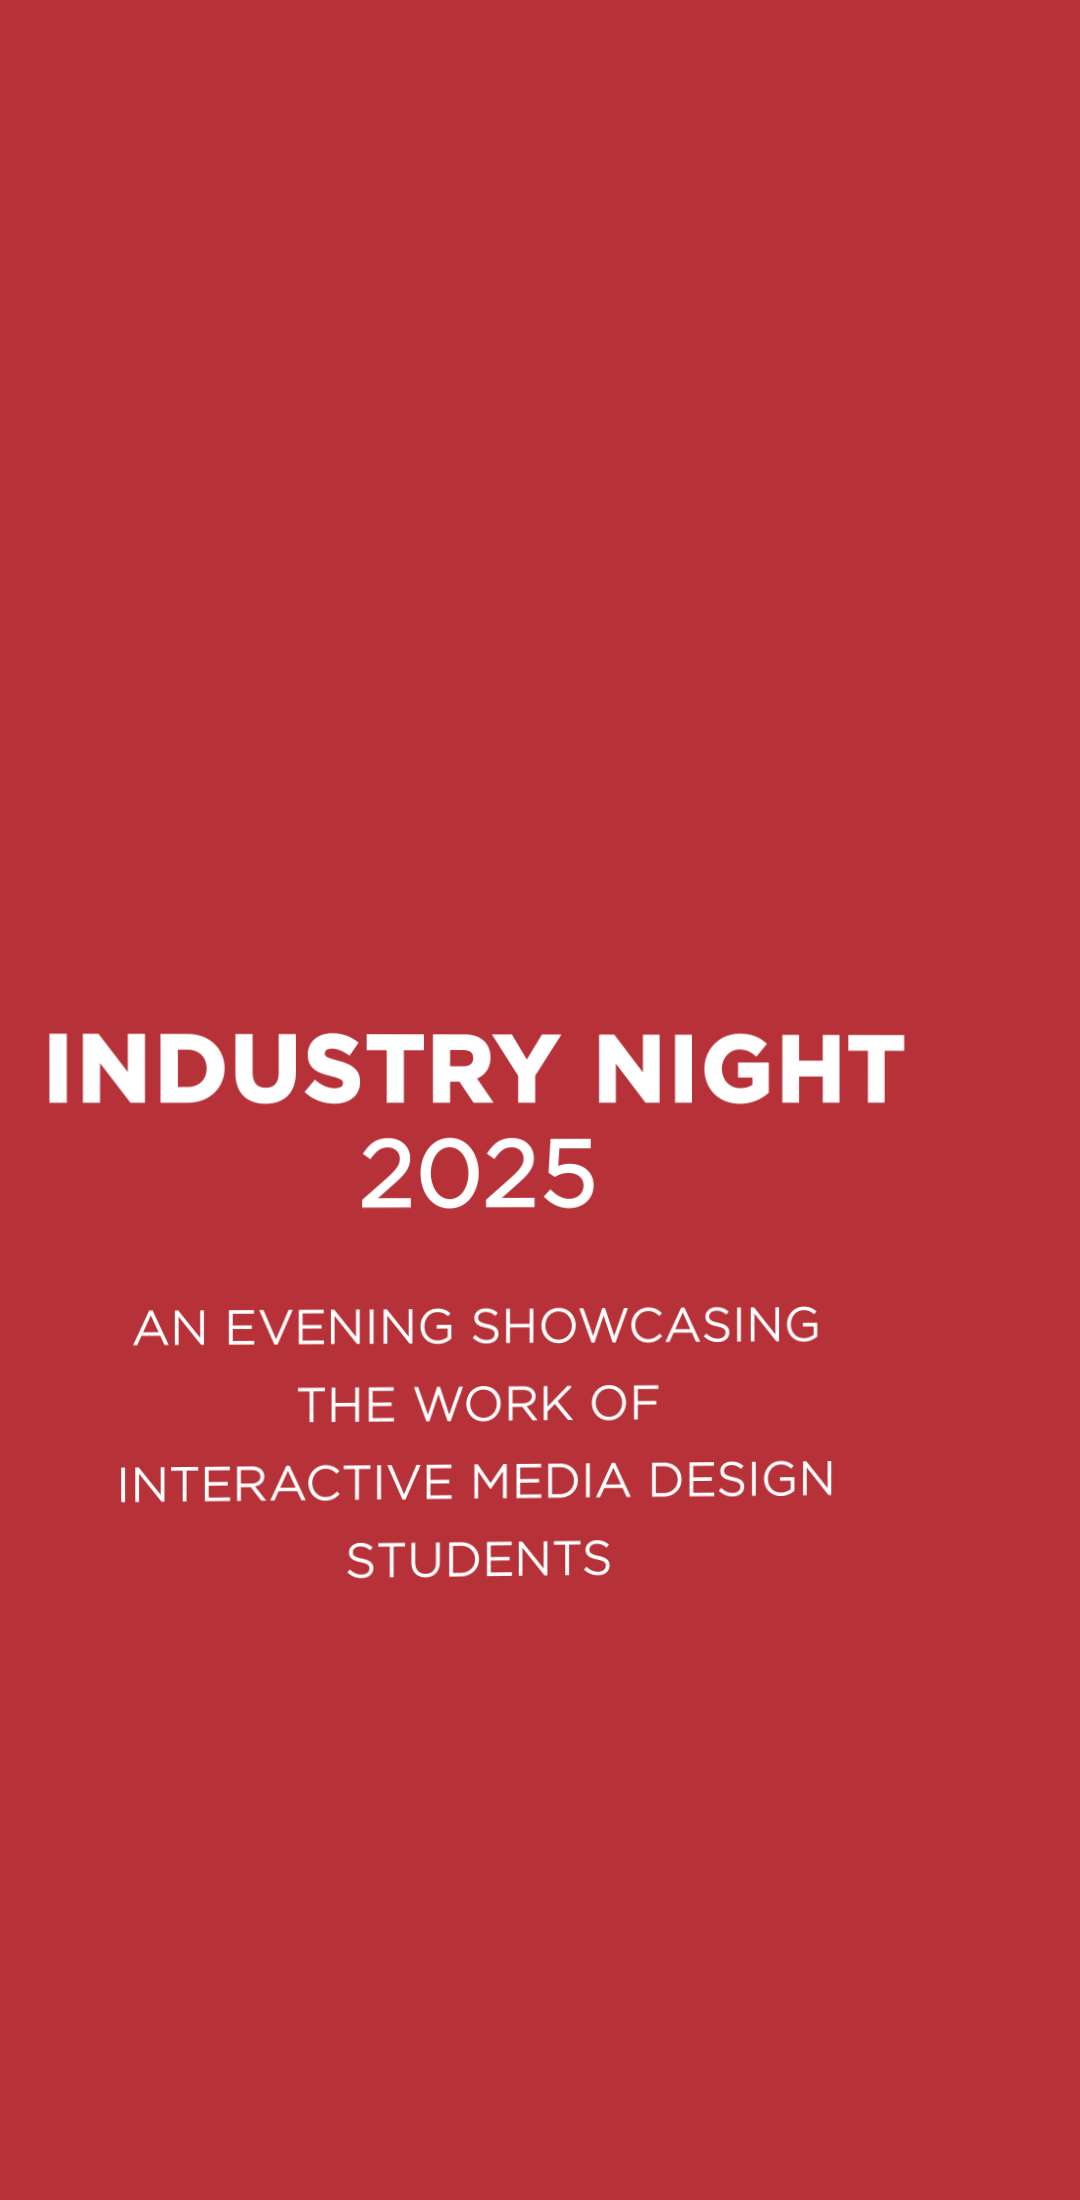 INDUSTRY NIGHT
2025
AN EVENING SHOWCASING
THE WORK OF
INTERACTIVE MEDIA DESIGN
STUDENTS